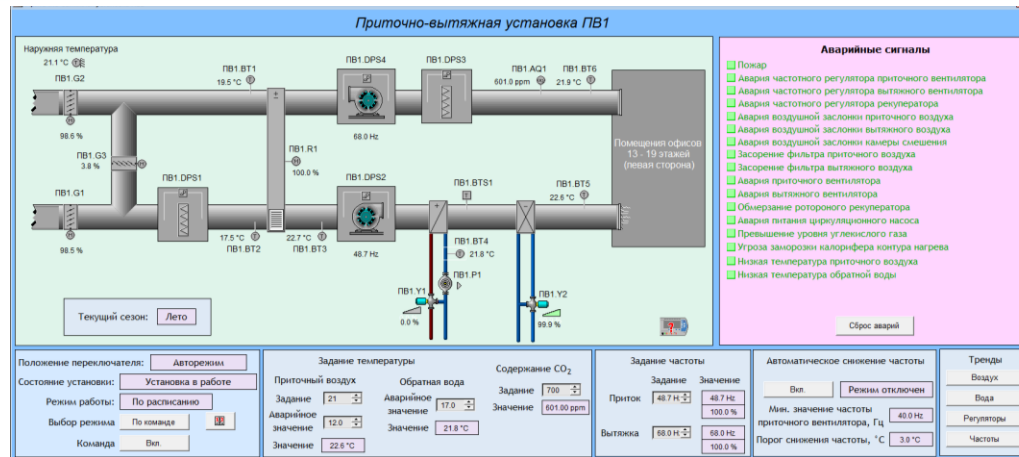 Приточно-вытяжная установка ПВ1
Наружняя температура
21.1 °C
ПВ1.G2
98.5 %
ПВ1.BT1
19.5 °C
ПВ1.DPS4
68.0 Hz
ПВ1.DPS3
ПВ1.AQ1
601.0 ppm
ПВ1.BT6
21.9 °C
ПВ1.G3
3.8 %
ПВ1.R1
100.0 %
Помещения офисов
13 - 19 этажей
(левая сторона)
ПВ1.G1
98.5 %
ПВ1.DPS1
17.5 °C
ПВ1.BT2
22.7 °C
ПВ1.BT3
ПВ1.DPS2
48.7 Hz
ПВ1.BTS1
ПВ1.BT5
22.6 °C
ПВ1.BT4
21.8 °C
ПВ1.P1
ПВ1.Y1
0.0 %
ПВ1.Y2
99.9 %
Текущий сезон: Лето
Аварийные сигналы
Пожар
Авария частотного регулятора приточного вентилятора
Авария частотного регулятора вытяжного вентилятора
Авария частотного регулятора рекуператора
Авария воздушной заслонки приточного воздуха
Авария воздушной заслонки вытяжного воздуха
Авария воздушной заслонки камеры смешения
Засорение фильтра приточного воздуха
Засорение фильтра вытяжного воздуха
Авария приточного вентилятора
Авария вытяжного вентилятора
Обмерзание роторного рекуператора
Авария питания циркуляционного насоса
Превышение уровня углекислого газа
Угроза заморозки калорифера контура нагрева
Низкая температура приточного воздуха
Низкая температура обратной воды
Сброс аварий
Положение переключателя: Авторежим
Состояние установки: Установка в работе
Режим работы: По расписанию
Выбор режима По команде
Команда Вкл.
Задание температуры
Приточный воздух
Задание 21
Аварийное значение 12.0
Значение 22.6 °C
Обратная вода
Аварийное значение 17.0
Значение 21.8 °C
Содержание CO2
Задание 700
Значение 601.00 ppm
Задание частоты
Задание Значение
Приток 48.7 H 48.7 Hz
100.0 %
Вытяжка 68.0 H 68.0 Hz
100.0 %
Автоматическое снижение частоты
Вкл. Режим отключен
Мин. значение частоты
приточного вентилятора, Гц 40.0 Hz
Порог снижения частоты, °C 3.0 °C
Тренды
Воздух
Вода
Регуляторы
Частоты